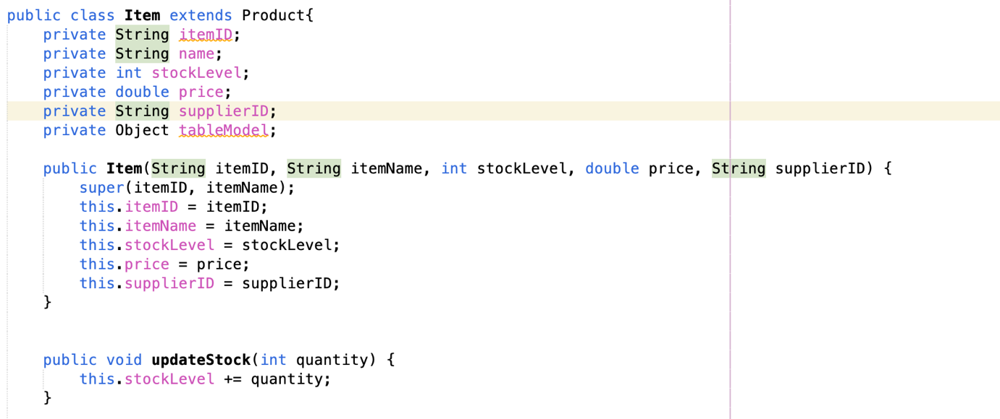 public class Item extends Product{
    private String itemID;
    private String name;
    private int stockLevel;
    private double price;
    private String supplierID;
    private Object tableModel;
    public Item(String itemID, String itemName, int stockLevel, double price, String supplierID) {
        super(itemID, itemName);
        this.itemID = itemID;
        this.itemName = itemName;
        this.stockLevel = stockLevel;
        this.price = price;
        this.supplierID = supplierID;
    }
    public void updateStock(int quantity) {
        this.stockLevel += quantity;
    }